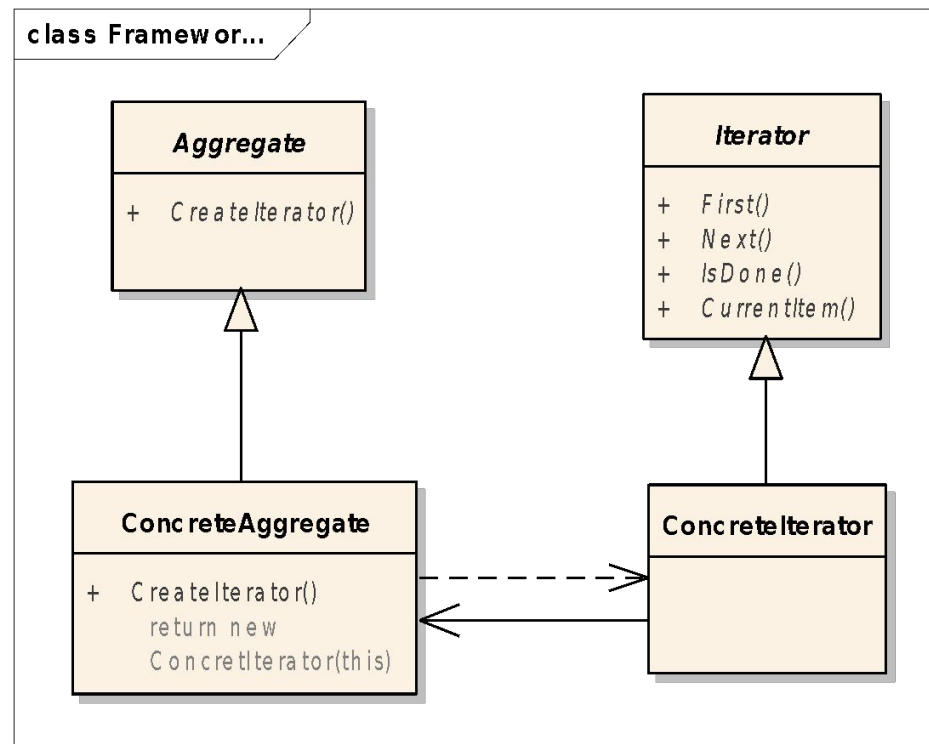 class Framewor...
Aggregate
+ CreateIterator()
Iterator
+ First()
+ Next()
+ IsDone()
+ CurrentItem()
ConcreteAggregate
+ CreateIterator()
return new
ConcretIterator(this)
ConcreteIterator